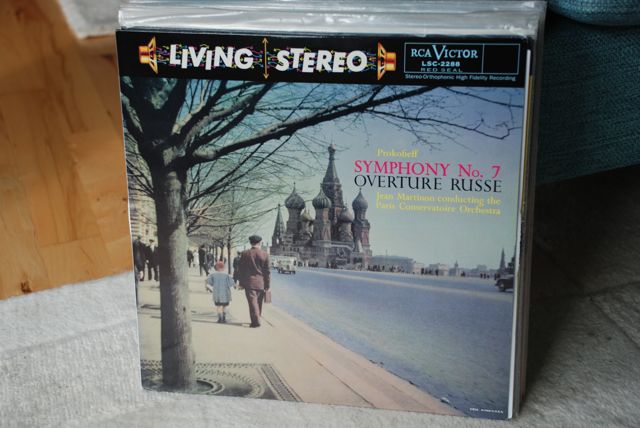 LIVING STEREO
RCA VICTOR
LSC-2288
RED SEAL
Stereo-Orthophonic High Fidelity Recording
Prokofieff
SYMPHONY No. 7
OVERTURE RUSSE
Jean Martinon conducting the
Paris Conservatoire Orchestra